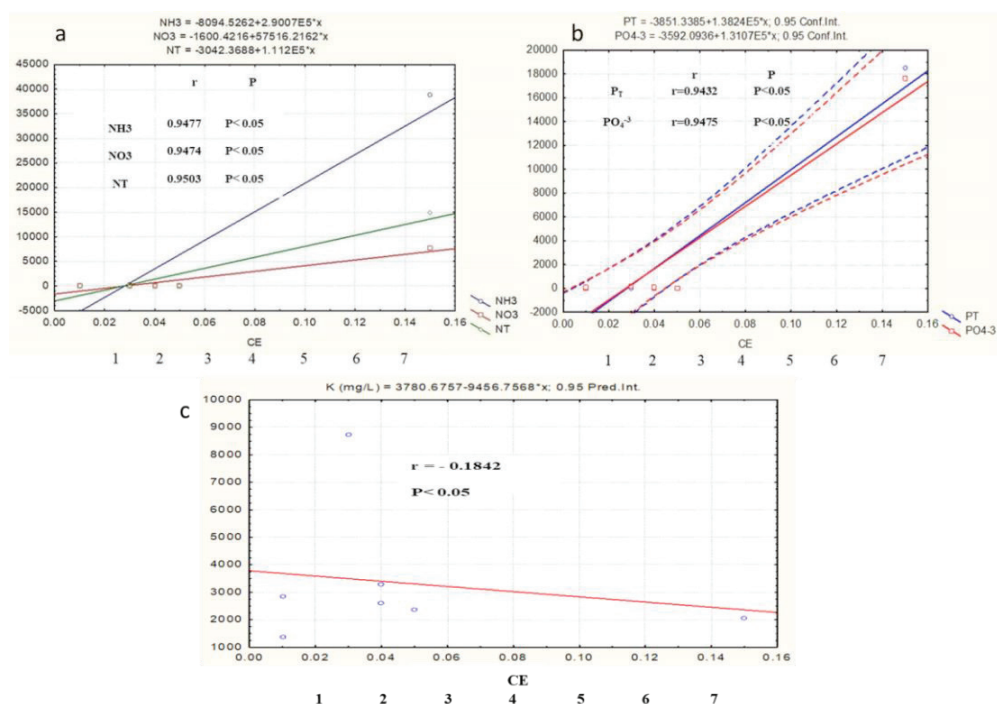 NH3 = -8094.5262+2.9007E5*x
NO3 = -1600.4216+57516.2162*x
NT = -3042.3688+1.112E5*x
a
r P
NH3 0.9477 P<0.05
NO3 0.9474 P<0.05
NT 0.9503 P<0.05
45000
40000
35000
30000
25000
20000
15000
10000
5000
0
-5000
0.00 0.02 0.04 0.06 0.08 0.10 0.12 0.14 0.16
CE
NH3
NO3
NT
1 2 3 4 5 6 7
PT = -3851.3385+1.3824E5*x; 0.95 Conf.Int.
PO4-3 = -3592.0936+1.3107E5*x; 0.95 Conf.Int.
b
r P
PT r=0.9432 P<0.05
PO4-3 r=0.9475 P<0.05
20000
18000
16000
14000
12000
10000
8000
6000
4000
2000
0
-2000
0.00 0.02 0.04 0.06 0.08 0.10 0.12 0.14 0.16
CE
PT
PO4-3
1 2 3 4 5 6 7
c
K (mg/L) = 3780.6757-9456.7568*x; 0.95 Pred.Int.
r = - 0.1842
P< 0.05
10000
9000
8000
7000
6000
5000
4000
3000
2000
1000
0.00 0.02 0.04 0.06 0.08 0.10 0.12 0.14 0.16
CE
1 2 3 4 5 6 7